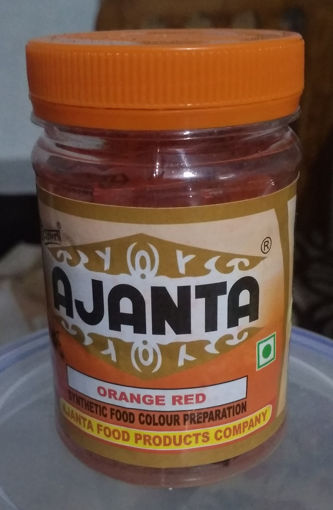 ®
AJANTA
ORANGE RED
SYNTHETIC FOOD COLOUR PREPARATION
AJANTA FOOD PRODUCTS COMPANY